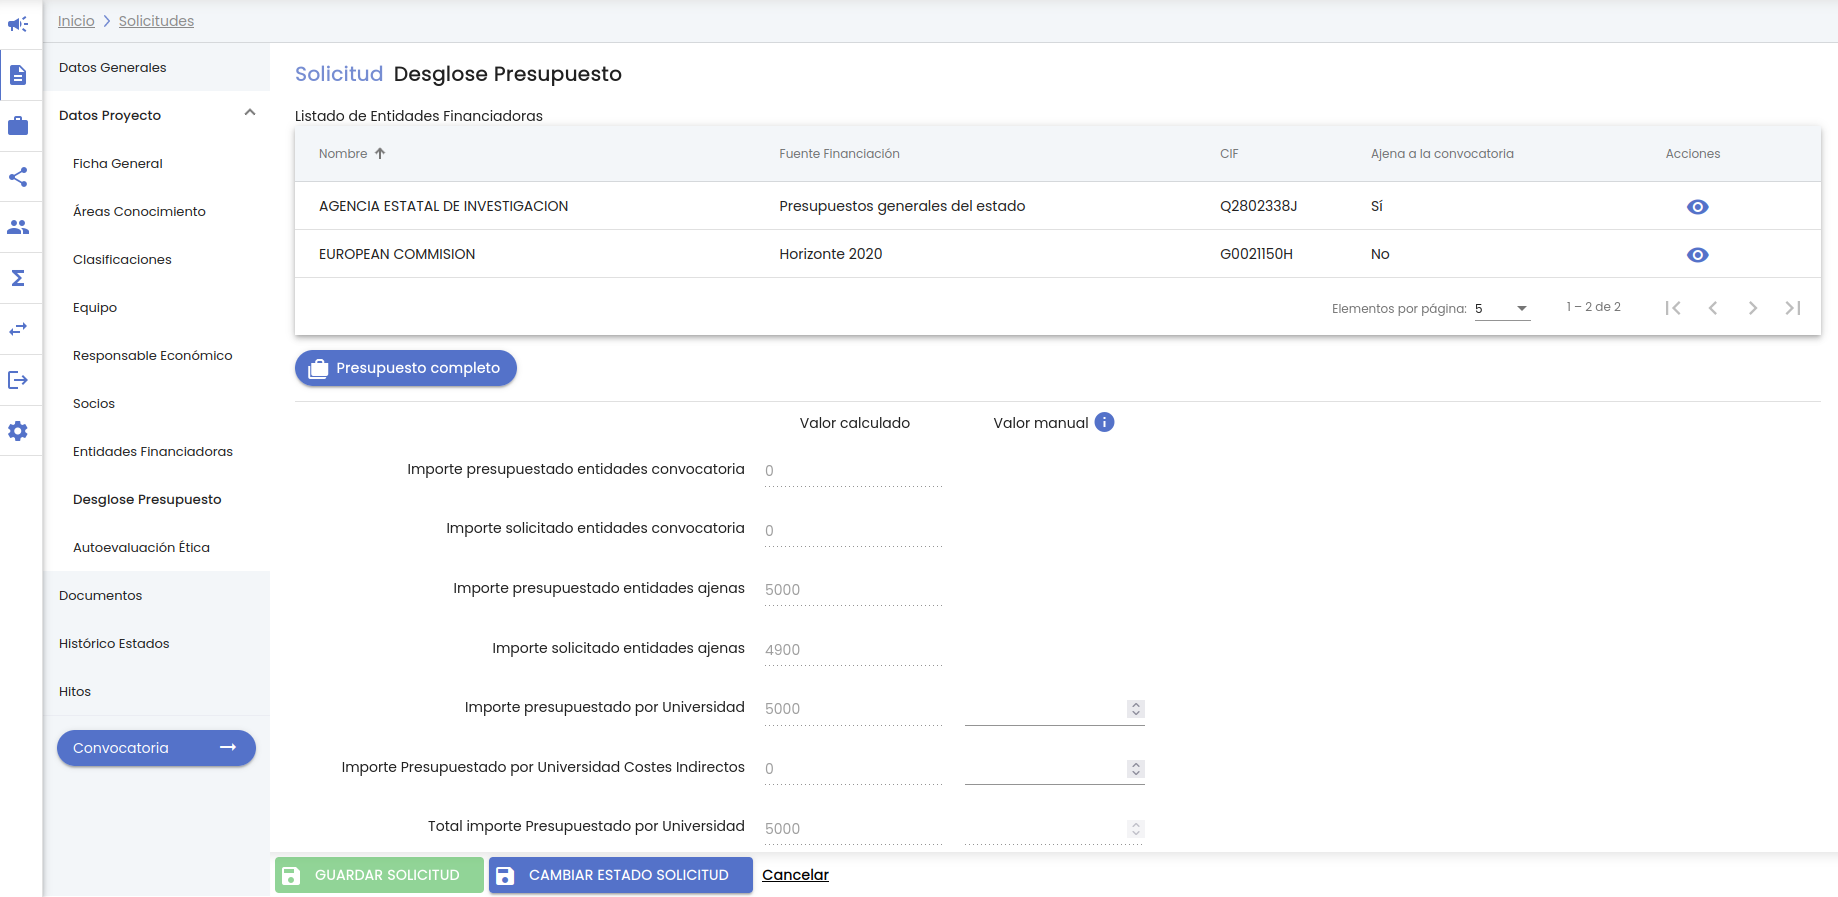 Inicio > Solicitudes
Datos Generales
Datos Proyecto
Ficha General
Áreas Conocimiento
Clasificaciones
Equipo
Responsable Económico
Socios
Entidades Financiadoras
Desglose Presupuesto
Autoevaluación Ética
Documentos
Histórico Estados
Hitos
Convocatoria
Solicitud Desglose Presupuesto
Listado de Entidades Financiadoras
Nombre Fuente Financiación CIF Ajena a la convocatoria Acciones
AGENCIA ESTATAL DE INVESTIGACION Presupuestos generales del estado Q2802338J Sí
EUROPEAN COMMISION Horizonte 2020 G0021150H No
Elementos por página: 5 1 – 2 de 2
Presupuesto completo
Valor calculado Valor manual
Importe presupuestado entidades convocatoria 0
Importe solicitado entidades convocatoria 0
Importe presupuestado entidades ajenas 5000
Importe solicitado entidades ajenas 4900
Importe presupuestado por Universidad 5000
Importe Presupuestado por Universidad Costes Indirectos 0
Total importe Presupuestado por Universidad 5000
GUARDAR SOLICITUD CAMBIAR ESTADO SOLICITUD Cancelar